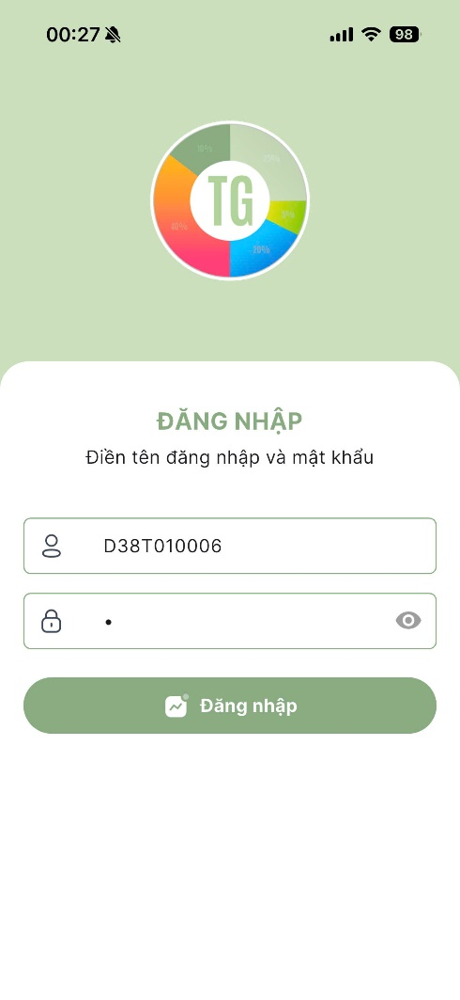 00:27
98
TG
ĐĂNG NHẬP
Điền tên đăng nhập và mật khẩu
D38T010006
Đăng nhập